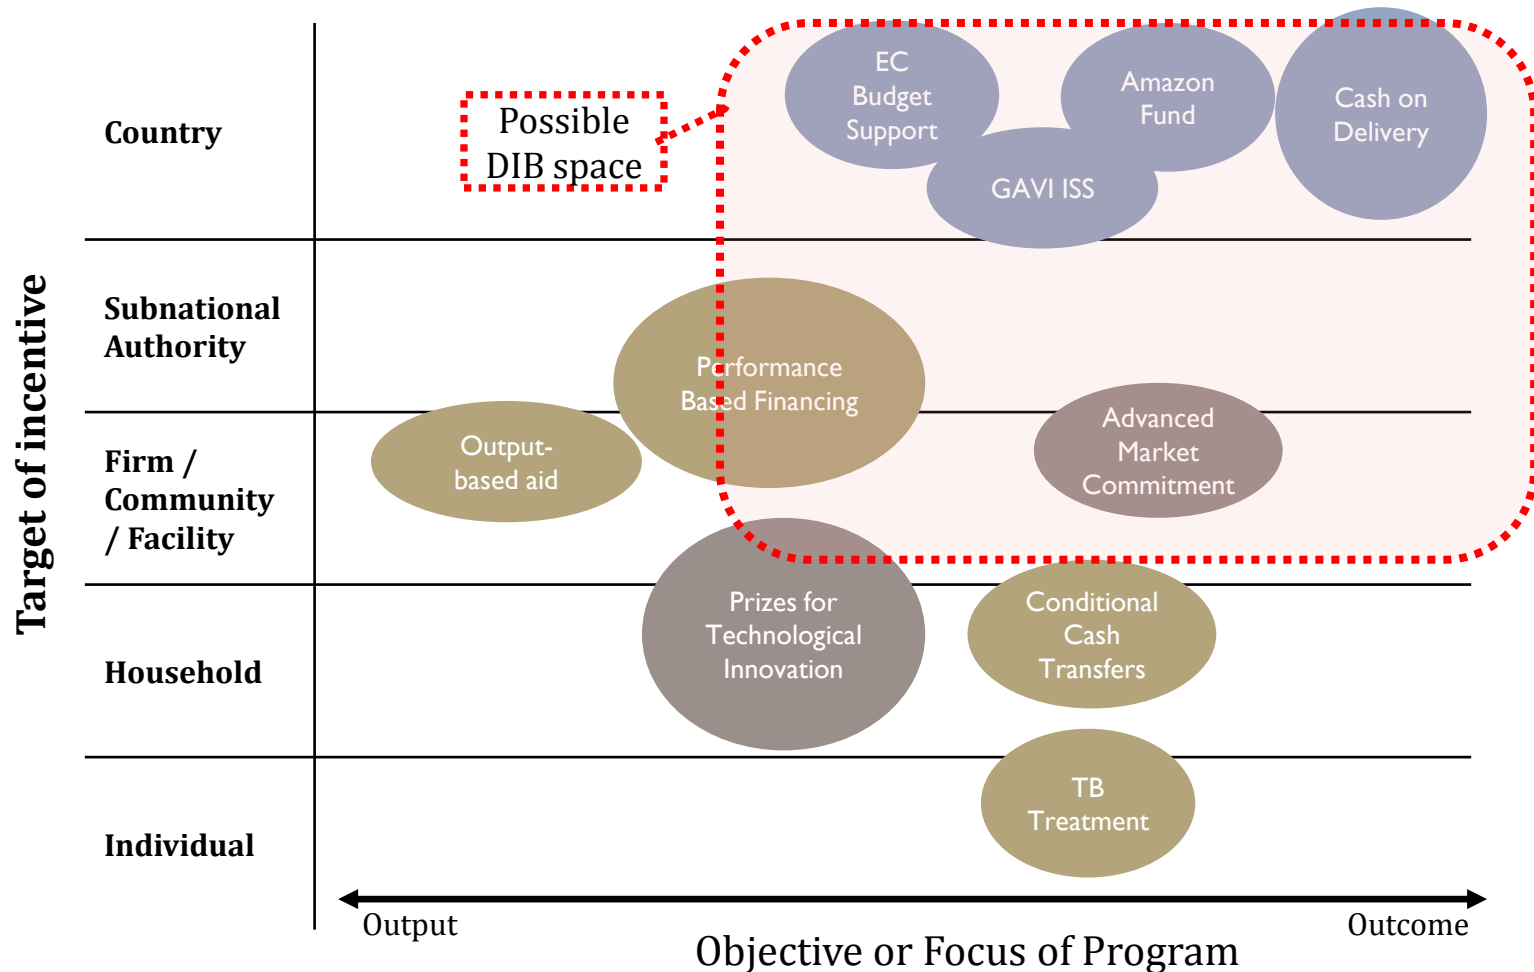 Target of incentive
Country
Subnational
Authority
Firm /
Community
/ Facility
Household
Individual
Possible
DIB space
EC
Budget
Support
Amazon
Fund
Cash on
Delivery
GAVI ISS
Performance
Based Financing
Output-
based aid
Advanced
Market
Commitment
Prizes for
Technological
Innovation
Conditional
Cash
Transfers
TB
Treatment
Output
Outcome
Objective or Focus of Program